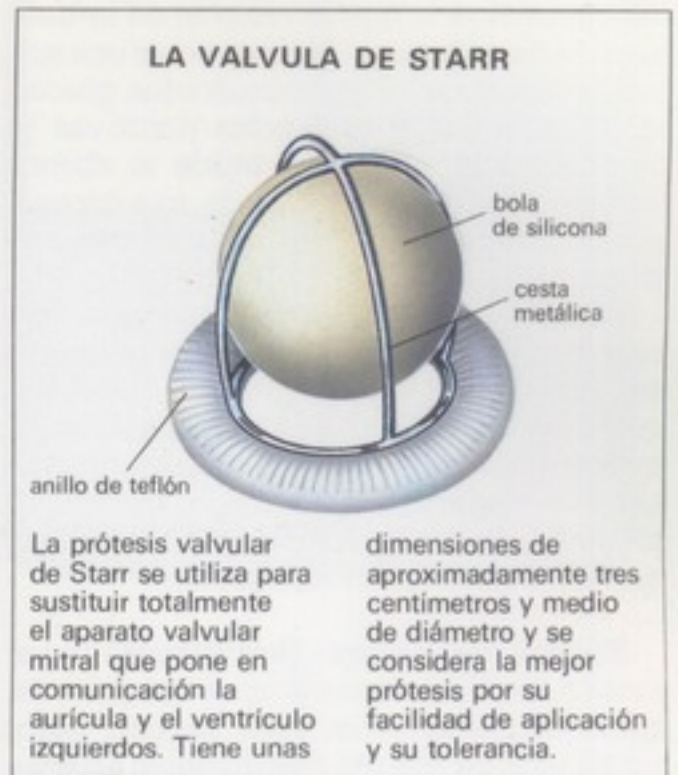 LA VALVULA DE STARR
bola
de silicona
cesta
metálica
anillo de teflón
La prótesis valvular
de Starr se utiliza para
sustituir totalmente
el aparato valvular
mitral que pone en
comunicación la
aurícula y el ventrículo
izquierdos. Tiene unas
dimensiones de
aproximadamente tres
centímetros y medio
de diámetro y se
considera la mejor
prótesis por su
facilidad de aplicación
y su tolerancia.